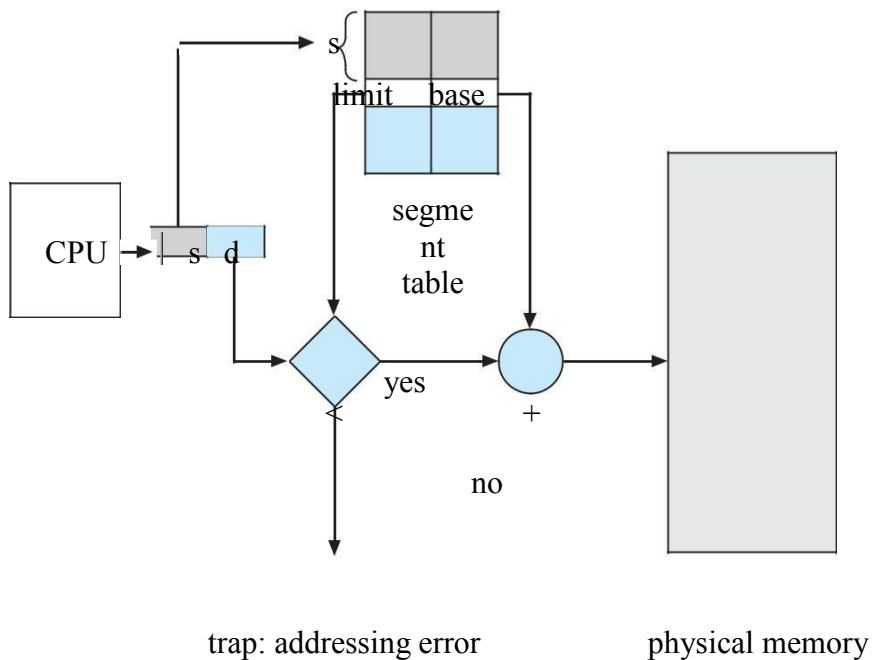 s
limit base
segme
nt
table
CPU s d
yes
< +
no
trap: addressing error physical memory